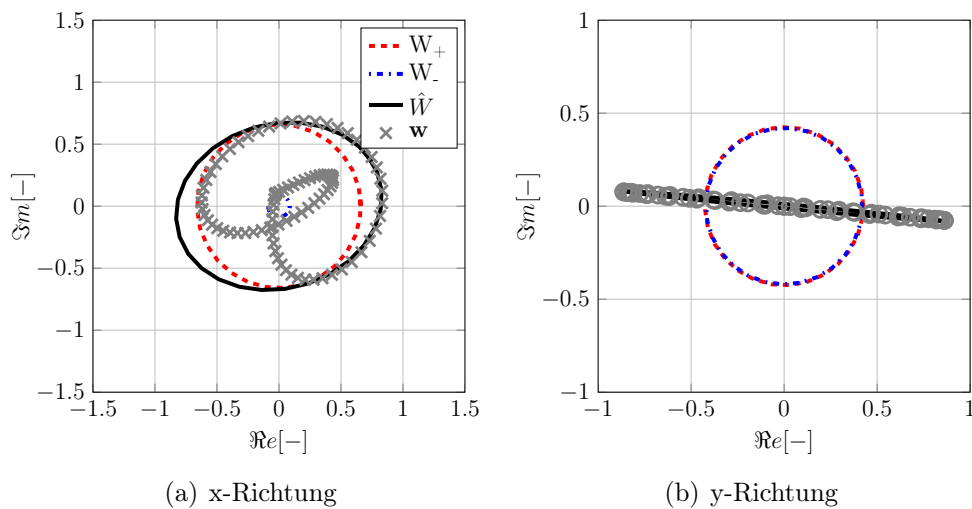 1.5
1
0.5
0
−0.5
−1
−1.5
ℑm[−]
−1.5 −1 −0.5 0 0.5 1 1.5
ℜe[−]
W₊
W₋
Ŵ
w
(a) x-Richtung
1
0.5
0
−0.5
−1
ℑm[−]
−1 −0.5 0 0.5 1
ℜe[−]
(b) y-Richtung